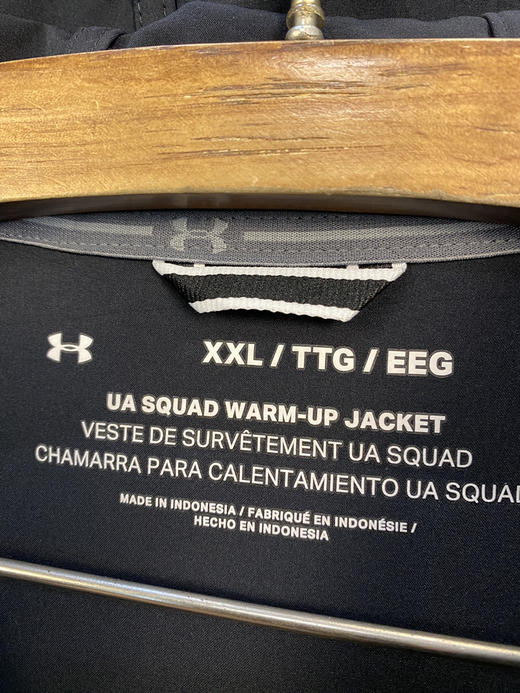 XXL / TTG / EEG
UA SQUAD WARM-UP JACKET
VESTE DE SURVÊTEMENT UA SQUAD
CHAMARRA PARA CALENTAMIENTO UA SQUAD
MADE IN INDONESIA / FABRIQUÉ EN INDONÉSIE /
HECHO EN INDONESIA